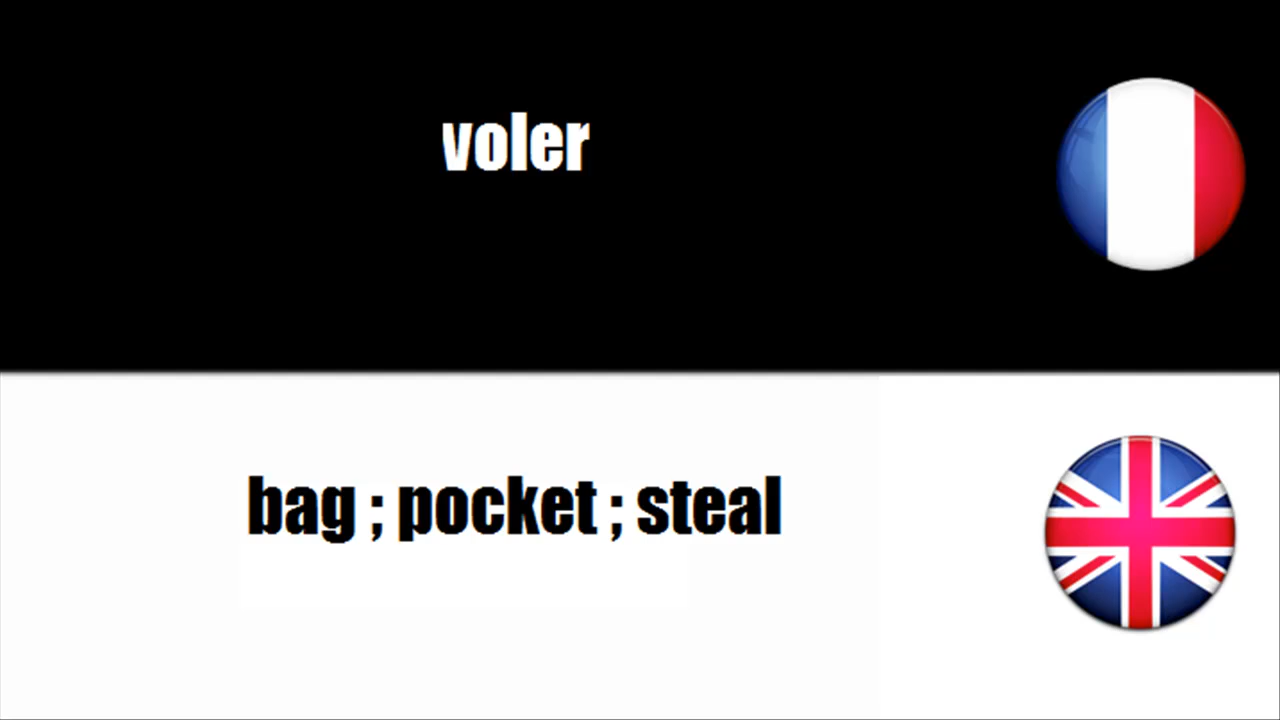 voler
bag ; pocket ; steal